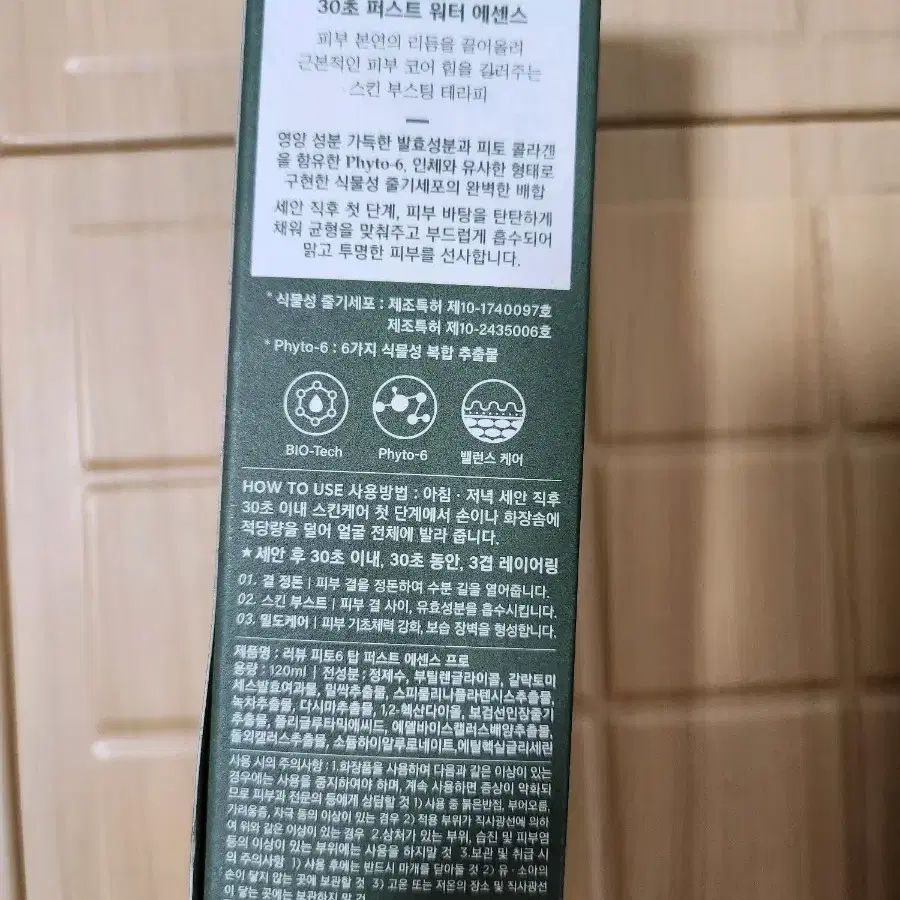 30초 퍼스트 워터 에센스
피부 본연의 리듬을 끌어올려
근본적인 피부 코어 힘을 길러주는
스킨 부스팅 테라피
영양 성분 가득한 발효성분과 피토 콜라겐
을 함유한 Phyto-6, 인체와 유사한 형태로
구현한 식물성 줄기세포의 완벽한 배합
세안 직후 첫 단계, 피부 바탕을 탄탄하게
채워 균형을 맞춰주고 부드럽게 흡수되어
맑고 투명한 피부를 선사합니다.
* 식물성 줄기세포 : 제조특허 제10-1740097호
제조특허 제10-2435006호
* Phyto-6 : 6가지 식물성 복합 추출물
BIO-Tech Phyto-6 밸런스 케어
HOW TO USE 사용방법 : 아침 · 저녁 세안 직후
30초 이내 스킨케어 첫 단계에서 손이나 화장솜에
적당량을 덜어 얼굴 전체에 발라 줍니다.
★ 세안 후 30초 이내, 30초 동안, 3겹 레이어링
01. 결 정돈 | 피부 결을 정돈하여 수분 길을 열어줍니다.
02. 스킨 부스트 | 피부 결 사이, 유효성분을 흡수시킵니다.
03. 밀도케어 | 피부 기초체력 강화, 보습 장벽을 형성합니다.
제품명 : 러뷰 피토6 탑 퍼스트 에센스 프로
용량 : 120ml | 전성분 : 정제수, 부틸렌글라이콜, 갈락토미
세스발효여과물, 밀싹추출물, 스피룰리나플라텐시스추출물,
녹차추출물, 다시마추출물, 1,2-헥산다이올, 보검선인장줄기
추출물, 폴리글루타믹애씨드, 에델바이스캘러스배양추출물,
돌외캘러스추출물, 소듐하이알루로네이트,에틸헥실글리세린
사용 시의 주의사항 : 1.화장품을 사용하여 다음과 같은 이상이 있는
경우에는 사용을 중지하여야 하며, 계속 사용하면 증상이 악화되
므로 피부과 전문의 등에게 상담할 것 1) 사용 중 붉은반점, 부어오름,
가려움증, 자극 등의 이상이 있는 경우 2) 적용 부위가 직사광선에 의하
여 위와 같은 이상이 있는 경우 2.상처가 있는 부위, 습진 및 피부염
등의 이상이 있는 부위에는 사용을 하지말 것 3.보관 및 취급 시
의 주의사항 1) 사용 후에는 반드시 마개를 닫아둘 것 2) 유·소아의
손이 닿지 않는 곳에 보관할 것 3) 고온 또는 저온의 장소 및 직사광선
이 닿는 곳에는 보관하지 말 것